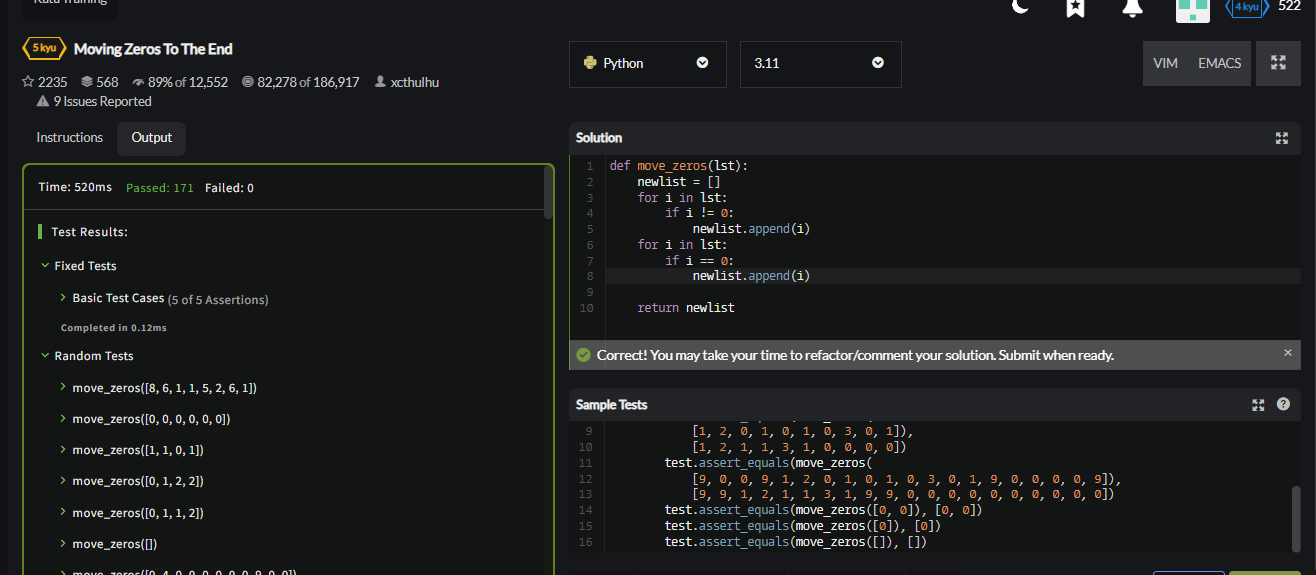 Kata Training
4 kyu 522
5 kyu Moving Zeros To The End
2235 568 89% of 12,552 82,278 of 186,917 xcthulhu
9 Issues Reported
Instructions Output
Time: 520ms Passed: 171 Failed: 0
Test Results:
Fixed Tests
Basic Test Cases (5 of 5 Assertions)
Completed in 0.12ms
Random Tests
move_zeros([8, 6, 1, 1, 5, 2, 6, 1])
move_zeros([0, 0, 0, 0, 0, 0])
move_zeros([1, 1, 0, 1])
move_zeros([0, 1, 2, 2])
move_zeros([0, 1, 1, 2])
move_zeros([])
Python 3.11 VIM EMACS
Solution
1 def move_zeros(lst):
2 newlist = []
3 for i in lst:
4 if i != 0:
5 newlist.append(i)
6 for i in lst:
7 if i == 0:
8 newlist.append(i)
9
10 return newlist
Correct! You may take your time to refactor/comment your solution. Submit when ready. ×
Sample Tests ?
9 [1, 2, 0, 1, 0, 1, 0, 3, 0, 1]),
10 [1, 2, 1, 1, 3, 1, 0, 0, 0, 0])
11 test.assert_equals(move_zeros(
12 [9, 0, 0, 9, 1, 2, 0, 1, 0, 1, 0, 3, 0, 1, 9, 0, 0, 0, 0, 9]),
13 [9, 9, 1, 2, 1, 1, 3, 1, 9, 9, 0, 0, 0, 0, 0, 0, 0, 0, 0, 0])
14 test.assert_equals(move_zeros([0, 0]), [0, 0])
15 test.assert_equals(move_zeros([0]), [0])
16 test.assert_equals(move_zeros([]), [])